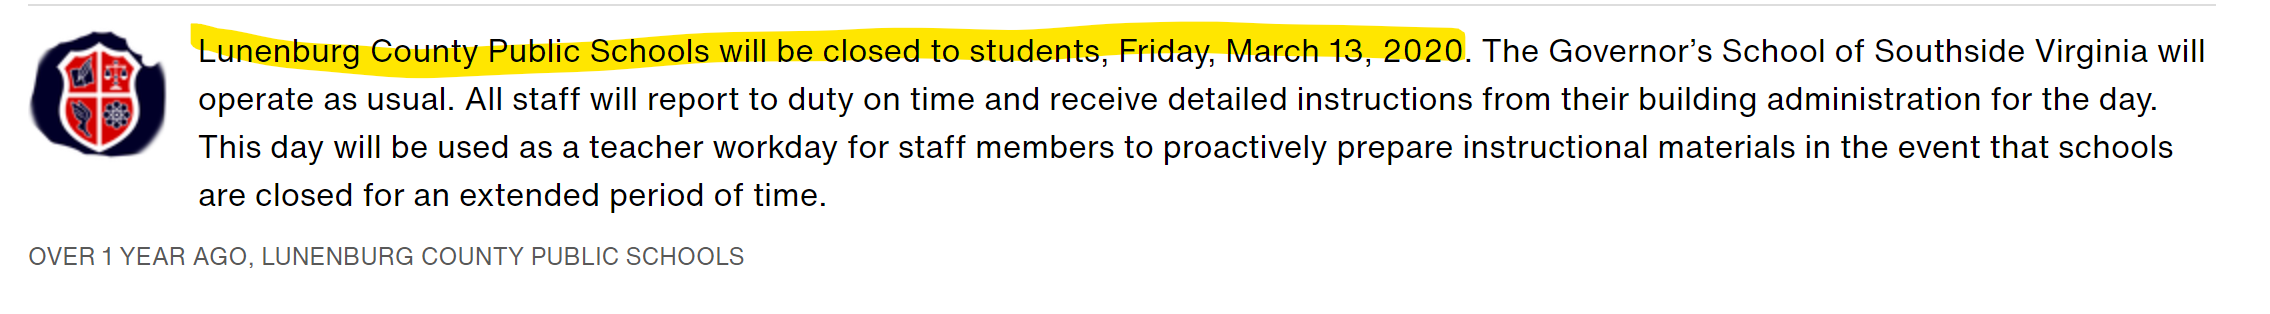 Lunenburg County Public Schools will be closed to students, Friday, March 13, 2020. The Governor’s School of Southside Virginia will
operate as usual. All staff will report to duty on time and receive detailed instructions from their building administration for the day.
This day will be used as a teacher workday for staff members to proactively prepare instructional materials in the event that schools
are closed for an extended period of time.
OVER 1 YEAR AGO, LUNENBURG COUNTY PUBLIC SCHOOLS